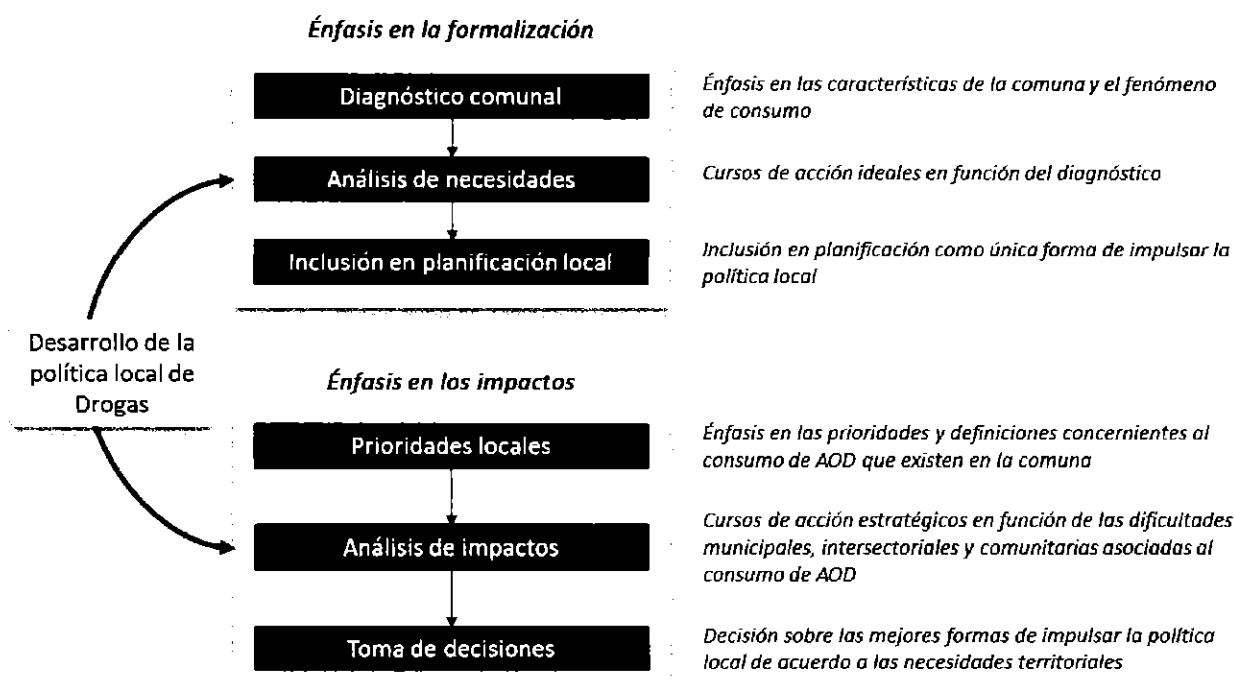 Énfasis en la formalización
Diagnóstico comunal
Énfasis en las características de la comuna y el fenómeno
de consumo
Análisis de necesidades
Cursos de acción ideales en función del diagnóstico
Inclusión en planificación local
Inclusión en planificación como única forma de impulsar la
política local
Desarrollo de la
política local de
Drogas
Énfasis en los impactos
Prioridades locales
Énfasis en las prioridades y definiciones concernientes al
consumo de AOD que existen en la comuna
Análisis de impactos
Cursos de acción estratégicos en función de las dificultades
municipales, intersectoriales y comunitarias asociadas al
consumo de AOD
Toma de decisiones
Decisión sobre las mejores formas de impulsar la política
local de acuerdo a las necesidades territoriales